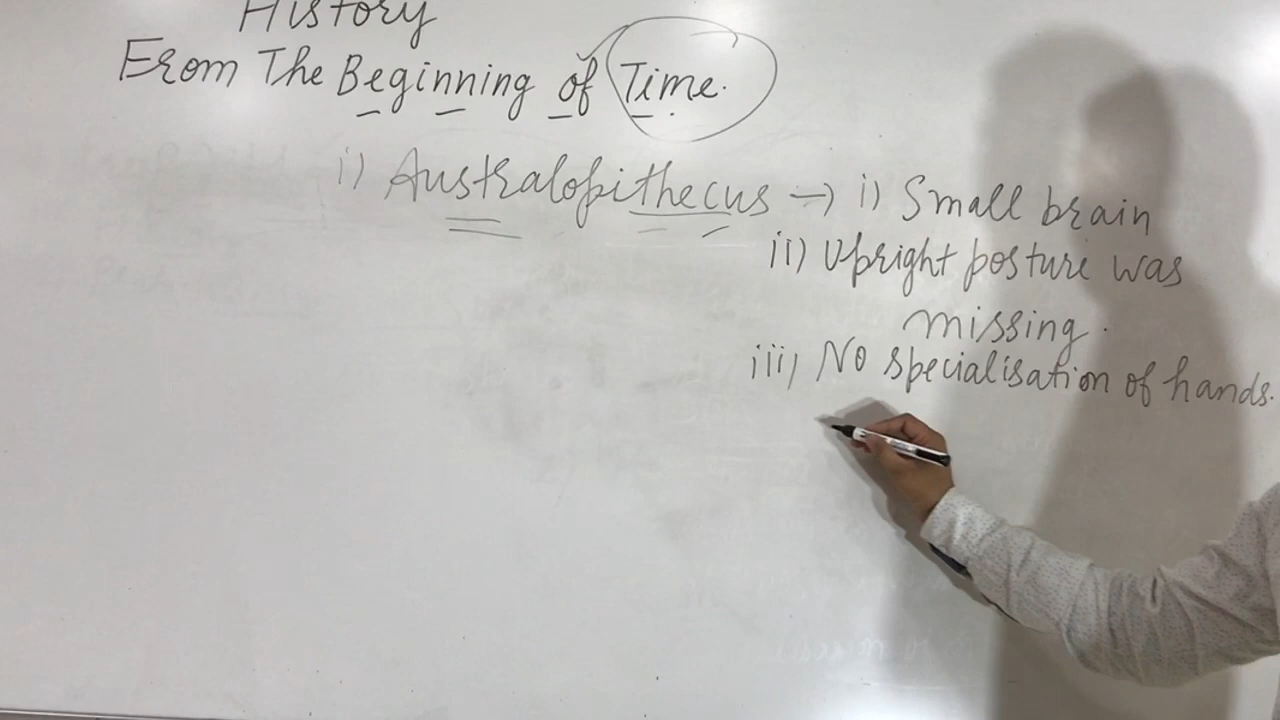 History
From The Beginning of Time.
i) Australopithecus → i) Small brain
ii) Upright posture was
missing.
iii) No specialisation of hands.